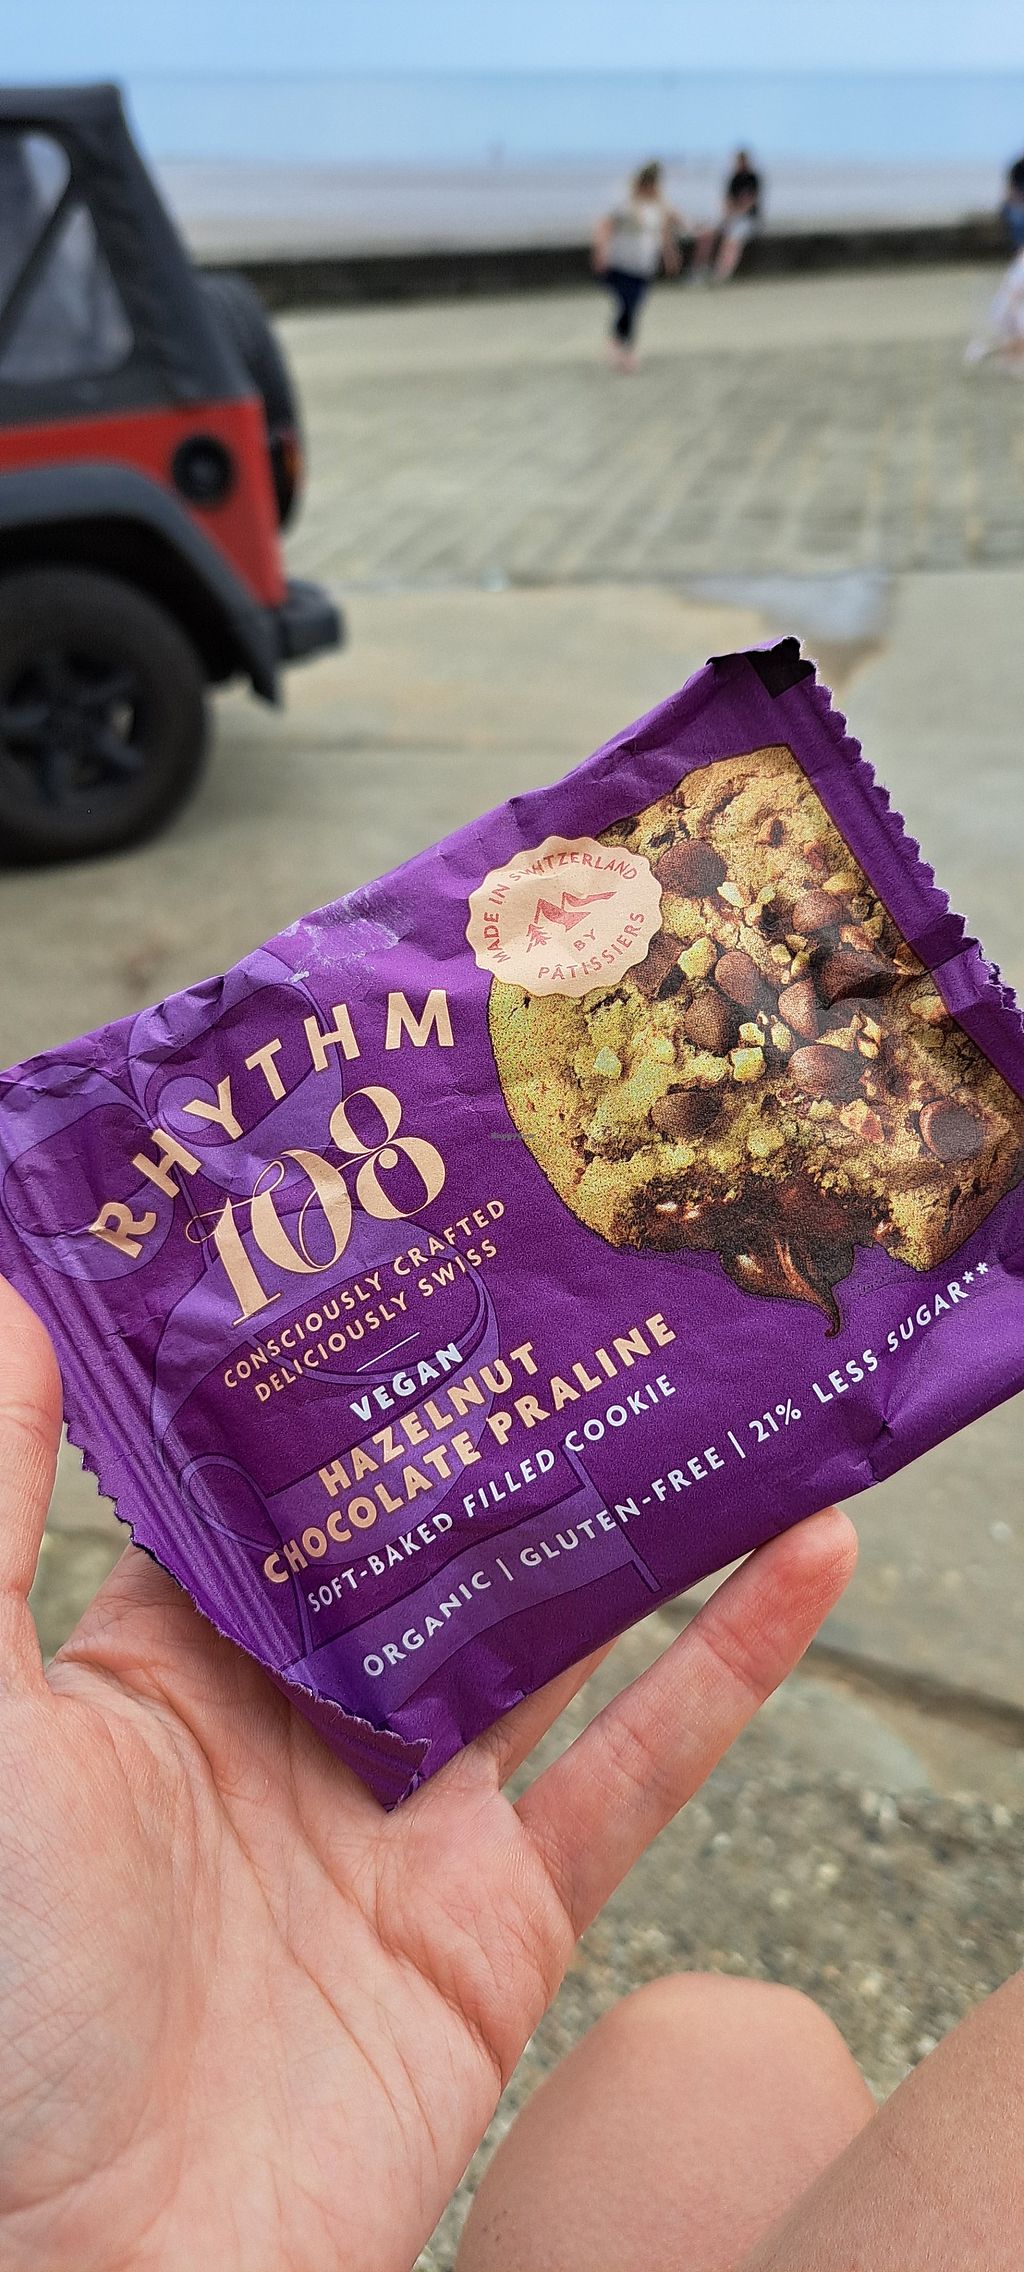 MADE IN SWITZERLAND
BY
PÂTISSIERS
RHYTHM
108
CONSCIOUSLY CRAFTED
DELICIOUSLY SWISS
VEGAN
HAZELNUT
CHOCOLATE PRALINE
SOFT-BAKED FILLED COOKIE
ORGANIC | GLUTEN-FREE | 21% LESS SUGAR**